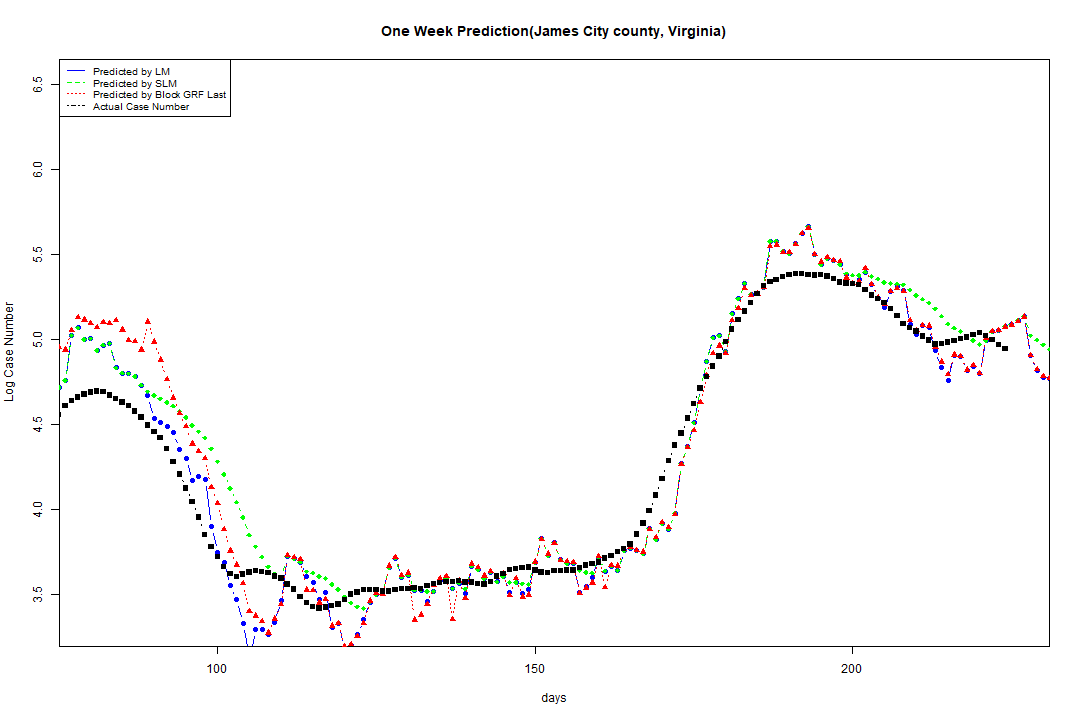 One Week Prediction(James City county, Virginia)
Predicted by LM
Predicted by SLM
Predicted by Block GRF Last
Actual Case Number
6.5
6.0
5.5
5.0
4.5
4.0
3.5
Log Case Number
100 150 200
days